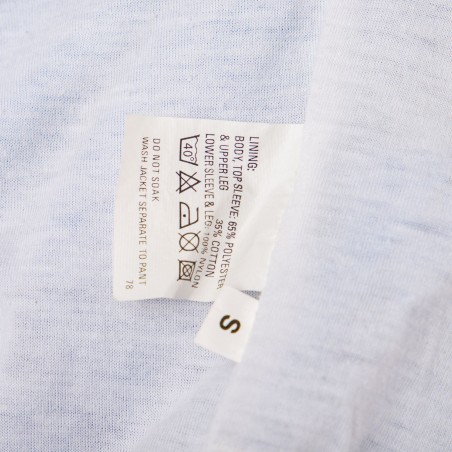 LINING:
BODY, TOP SLEEVE: 65% POLYESTER
& UPPER LEG 35% COTTON
LOWER SLEEVE & LEG: 100% NYLON
40°
DO NOT SOAK
WASH JACKET SEPARATE TO PANT
78
S